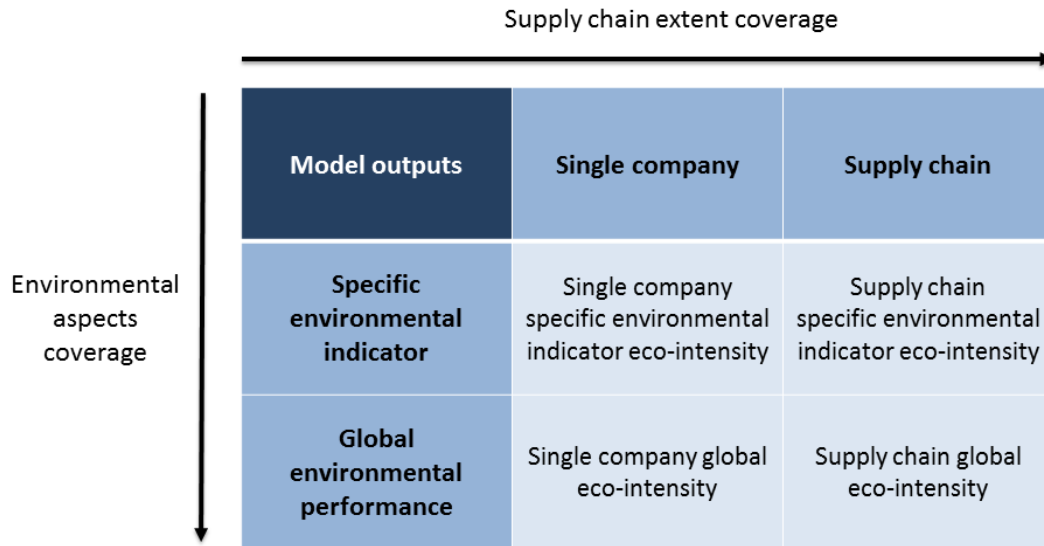 Supply chain extent coverage
Model outputs
Single company
Supply chain
Environmental
aspects
coverage
Specific
environmental
indicator
Single company
specific environmental
indicator eco-intensity
Supply chain
specific environmental
indicator eco-intensity
Global
environmental
performance
Single company global
eco-intensity
Supply chain global
eco-intensity